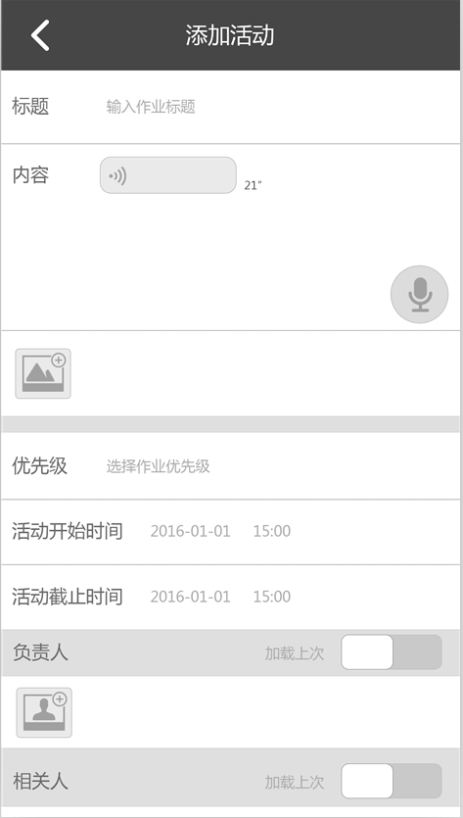 添加活动
标题 输入作业标题
内容 21"
优先级 选择作业优先级
活动开始时间 2016-01-01 15:00
活动截止时间 2016-01-01 15:00
负责人 加载上次
相关人 加载上次